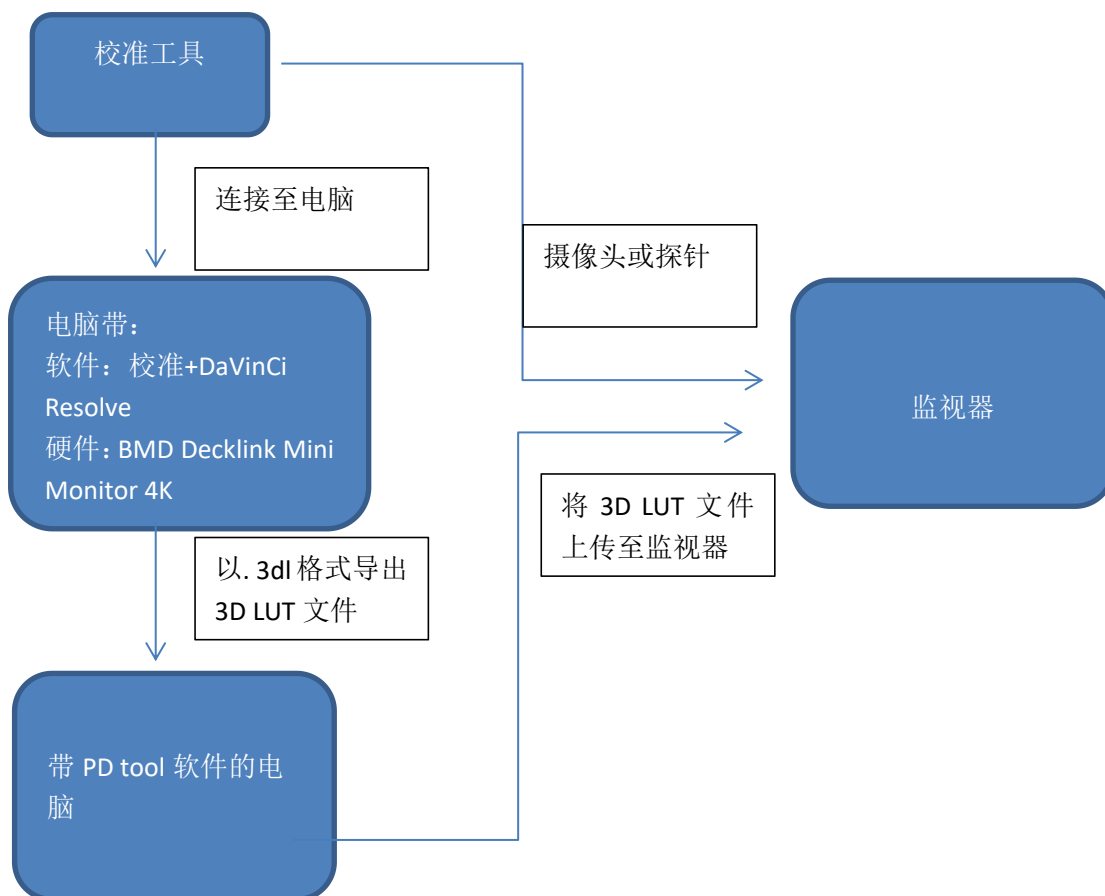 校准工具
连接至电脑
摄像头或探针
电脑带：
软件：校准+DaVinCi
Resolve
硬件：BMD Decklink Mini
Monitor 4K
监视器
将 3D LUT 文件
上传至监视器
以. 3dl 格式导出
3D LUT 文件
带 PD tool 软件的电
脑